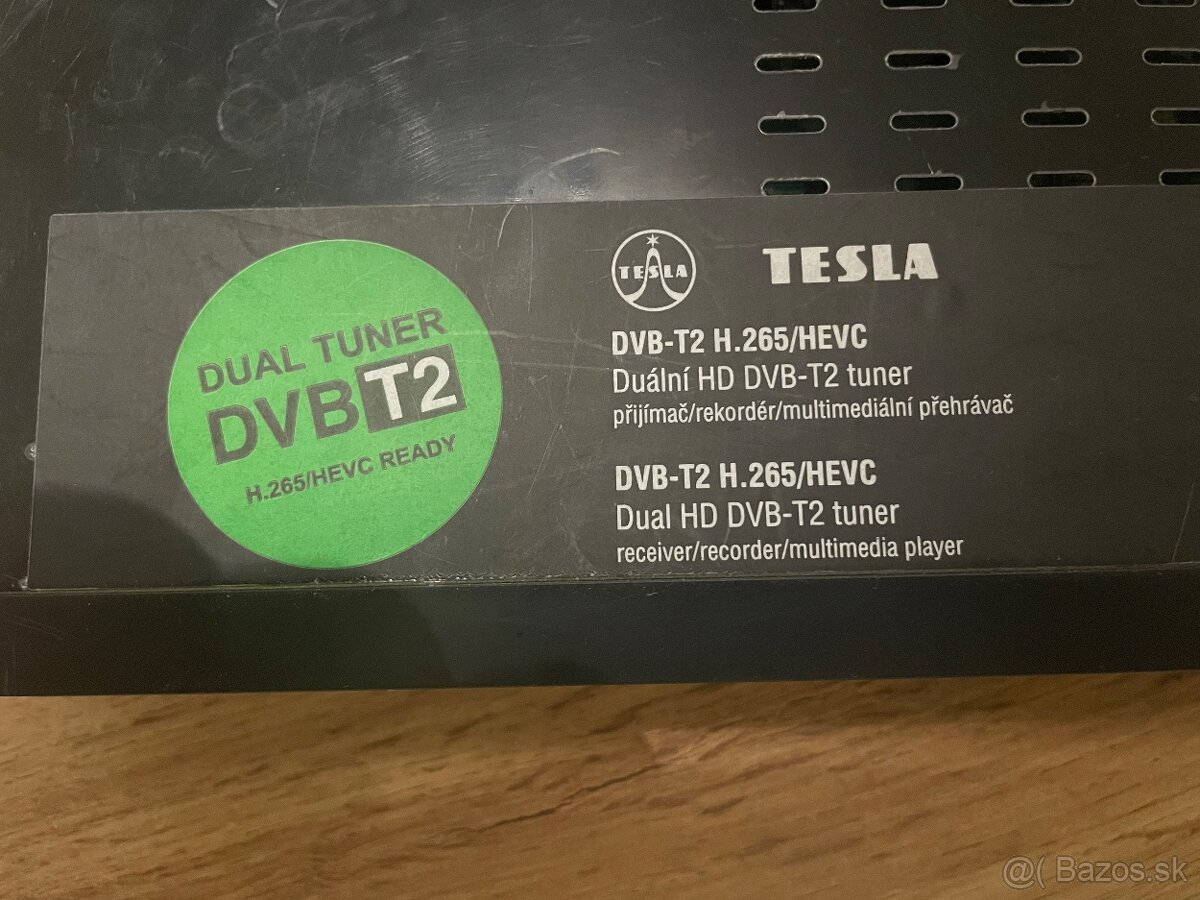 DUAL TUNER
DVB T2
H.265/HEVC READY
TESLA
TESLA
DVB-T2 H.265/HEVC
Duální HD DVB-T2 tuner
přijímač/rekordér/multimediální přehrávač
DVB-T2 H.265/HEVC
Dual HD DVB-T2 tuner
receiver/recorder/multimedia player
@( Bazos.sk